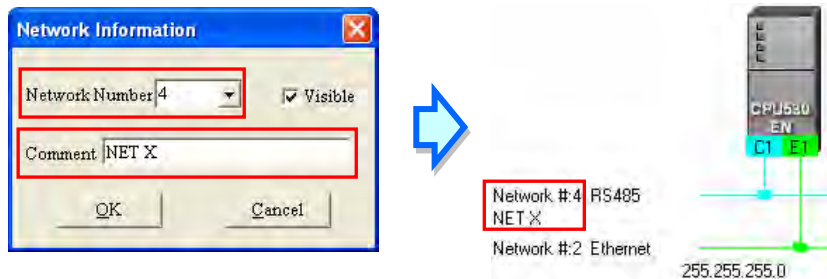 Network Information
Network Number 4
Visible
Comment NET X
OK
Cancel
CPU530
EN
C1 E1
Network #:4 RS485
NET X
Network #:2 Ethernet
255.255.255.0